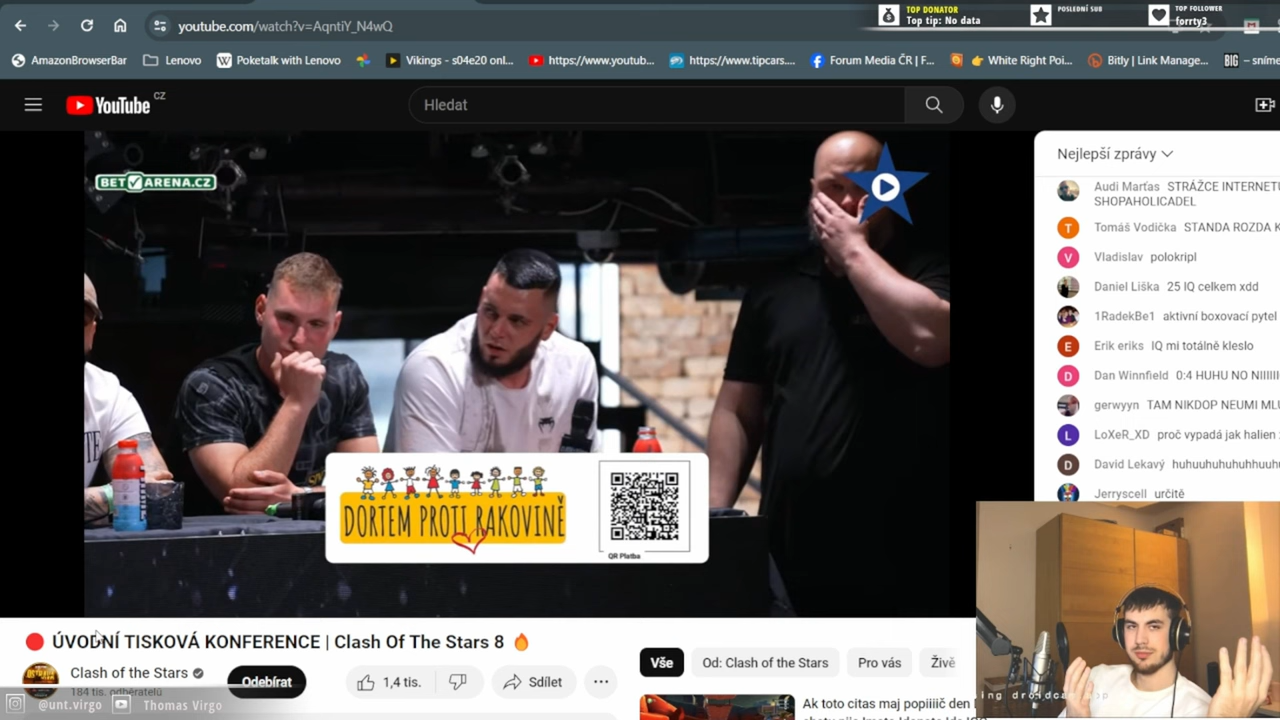 TOP DONATOR
Top tip: No data
POSLEDNÍ SUB
TOP FOLLOWER
forrty3
youtube.com/watch?v=AqntiY_N4wQ
AmazonBrowserBar
Lenovo
Poketalk with Lenovo
Vikings - s04e20 onl...
https://www.youtub...
https://www.tipcars....
Forum Media ČR | F...
White Right Poi...
Bitly | Link Manage...
BIG
– sníme
YouTube CZ
Hledat
BET ARENA.CZ
Nejlepší zprávy
Audi Marťas STRÁŽCE INTERNETU
SHOPAHOLICADEL
Tomáš Vodička STANDA ROZDA K
Vladislav polokripl
Daniel Liška 25 IQ celkem xdd
1RadekBe1 aktivní boxovací pytel
Erik eriks IQ mi totálně kleslo
Dan Winnfield 0:4 HUHU NO NIIIIII
gerwyyn TAM NIKDOP NEUMI MLU
LoXeR_XD proč vypadá jak halien
David Lekavý huhuuhuhuhuhhuuh
Jerryscell určitě
DORTEM PROTI RAKOVINĚ
QR Platba
ÚVODNÍ TISKOVÁ KONFERENCE | Clash Of The Stars 8
Clash of the Stars
184 tis. odběratelů
Odebírat
1,4 tis.
Sdílet
Vše
Od: Clash of the Stars
Pro vás
Živě
Ak toto citas maj popiiič den
@unt.virgo
Thomas Virgo